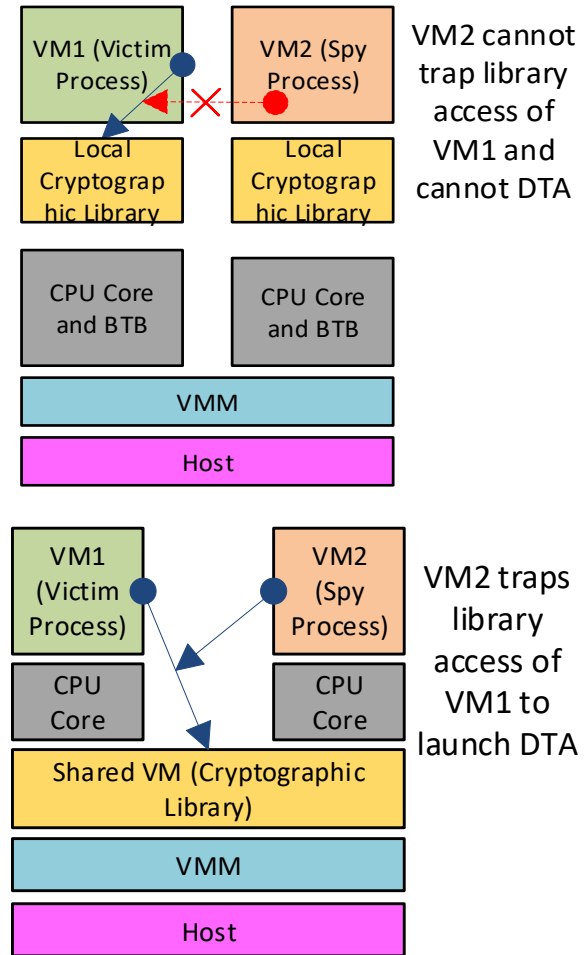 VM1 (Victim
Process)
VM2 (Spy
Process)
VM2 cannot
trap library
access of
VM1 and
cannot DTA
Local
Cryptograp
hic Library
Local
Cryptograp
hic Library
CPU Core
and BTB
CPU Core
and BTB
VMM
Host
VM1
(Victim
Process)
VM2
(Spy
Process)
VM2 traps
library
access of
VM1 to
launch DTA
CPU
Core
CPU
Core
Shared VM (Cryptographic
Library)
VMM
Host